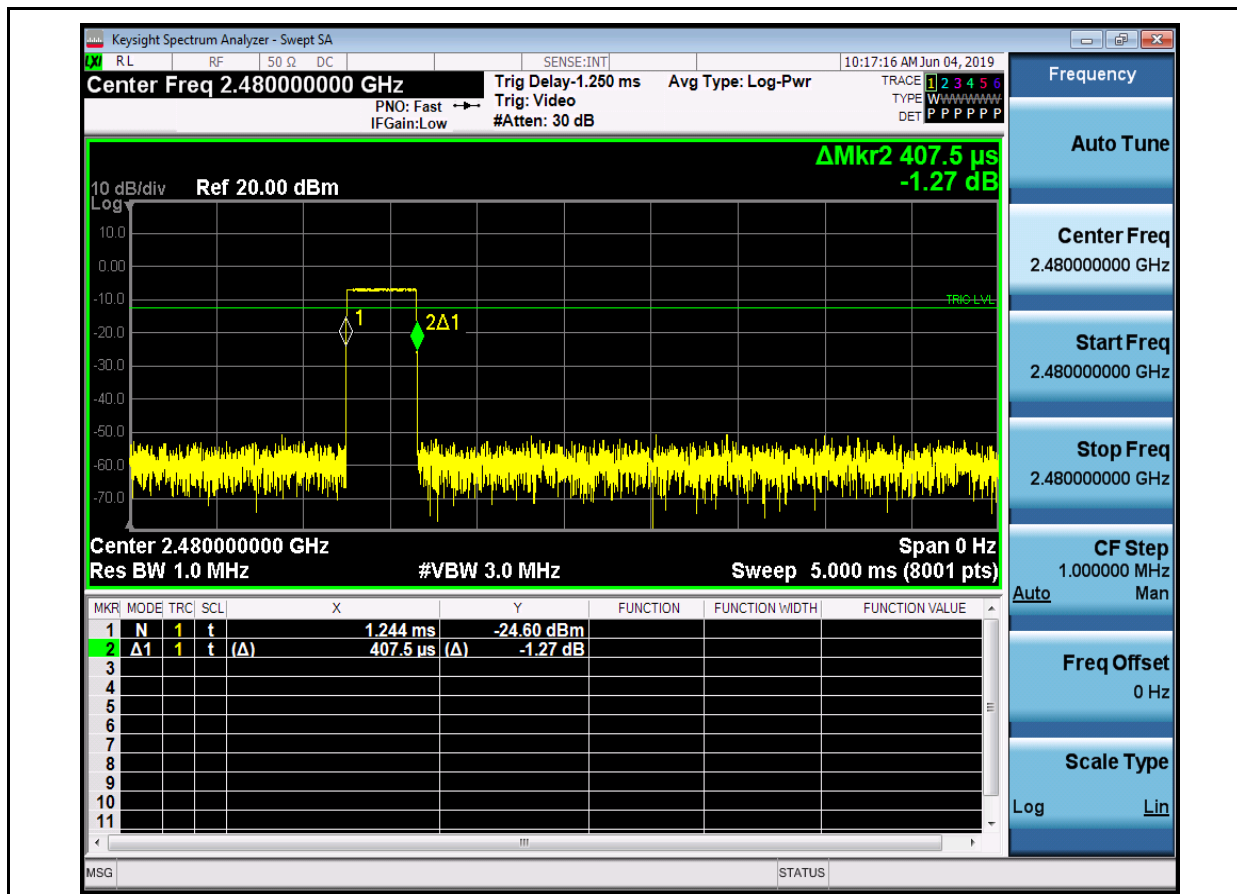 Keysight Spectrum Analyzer - Swept SA
LXI RL RF 50 Ω DC SENSE:INT 10:17:16 AM Jun 04, 2019
Center Freq 2.480000000 GHz
PNO: Fast
IFGain:Low
Trig Delay-1.250 ms
Trig: Video
#Atten: 30 dB
Avg Type: Log-Pwr
TRACE 1 2 3 4 5 6
TYPE W W W W W W
DET P P P P P P
ΔMkr2 407.5 µs
-1.27 dB
10 dB/div Ref 20.00 dBm
Log
10.0
0.00
-10.0
TRIG LVL
-20.0
1
2Δ1
-30.0
-40.0
-50.0
-60.0
-70.0
Center 2.480000000 GHz Span 0 Hz
Res BW 1.0 MHz #VBW 3.0 MHz Sweep 5.000 ms (8001 pts)
MKR MODE TRC SCL X Y FUNCTION FUNCTION WIDTH FUNCTION VALUE
1 N 1 t 1.244 ms -24.60 dBm
2 Δ1 1 t (Δ) 407.5 µs (Δ) -1.27 dB
3
4
5
6
7
8
9
10
11
MSG STATUS
Frequency
Auto Tune
Center Freq
2.480000000 GHz
Start Freq
2.480000000 GHz
Stop Freq
2.480000000 GHz
CF Step
1.000000 MHz
Auto Man
Freq Offset
0 Hz
Scale Type
Log Lin